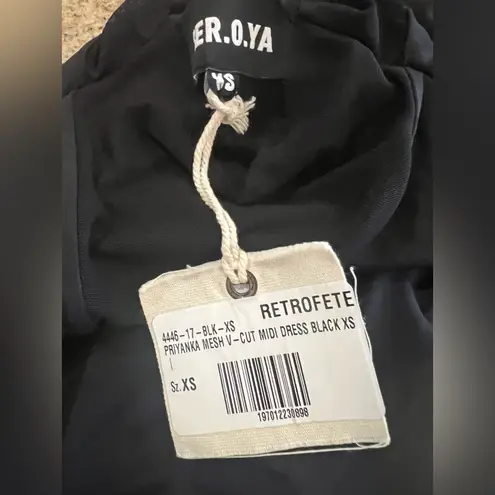 ER.O.YA
XS
RETROFETE
4446-17-BLK-XS
PRIYANKA MESH V-CUT MIDI DRESS BLACK XS
Sz. XS
197012230898